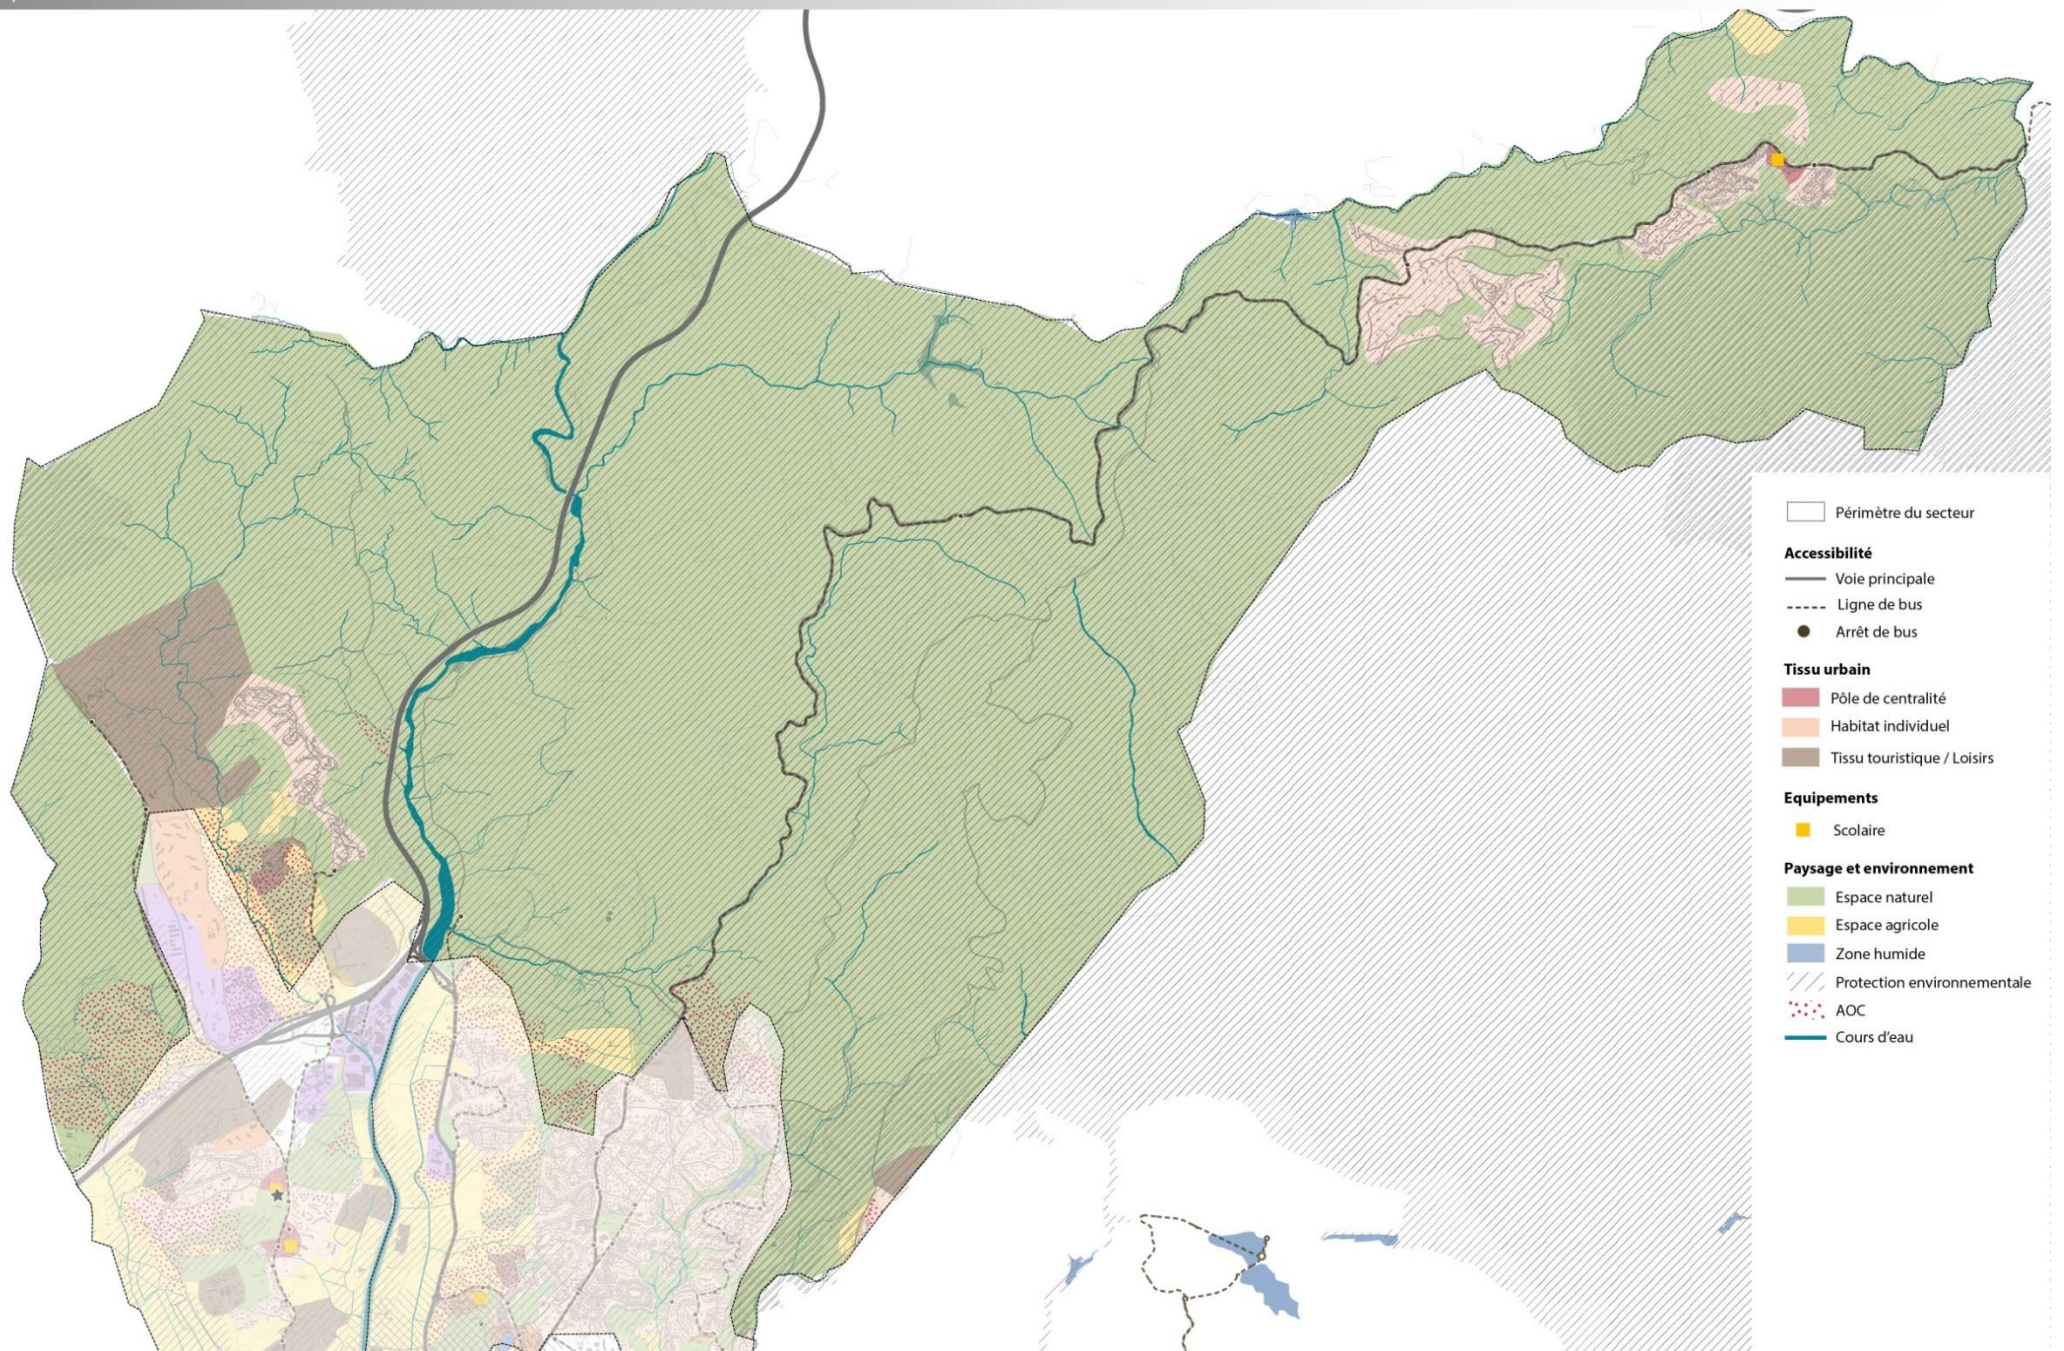 Périmètre du secteur
Accessibilité
Voie principale
Ligne de bus
Arrêt de bus
Tissu urbain
Pôle de centralité
Habitat individuel
Tissu touristique / Loisirs
Equipements
Scolaire
Paysage et environnement
Espace naturel
Espace agricole
Zone humide
Protection environnementale
AOC
Cours d'eau